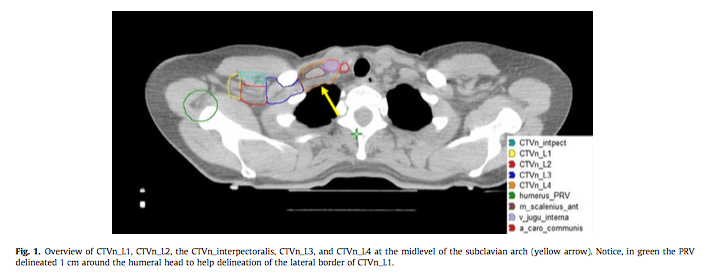 CTVn_intpect
CTVn_L1
CTVn_L2
CTVn_L3
CTVn_L4
humerus_PRV
m_scalenius_ant
v_jugu_interna
a_caro_communis
Fig. 1. Overview of CTVn_L1, CTVn_L2, the CTVn_interpectoralis, CTVn_L3, and CTVn_L4 at the midlevel of the subclavian arch (yellow arrow). Notice, in green the PRV
delineated 1 cm around the humeral head to help delineation of the lateral border of CTVn_L1.